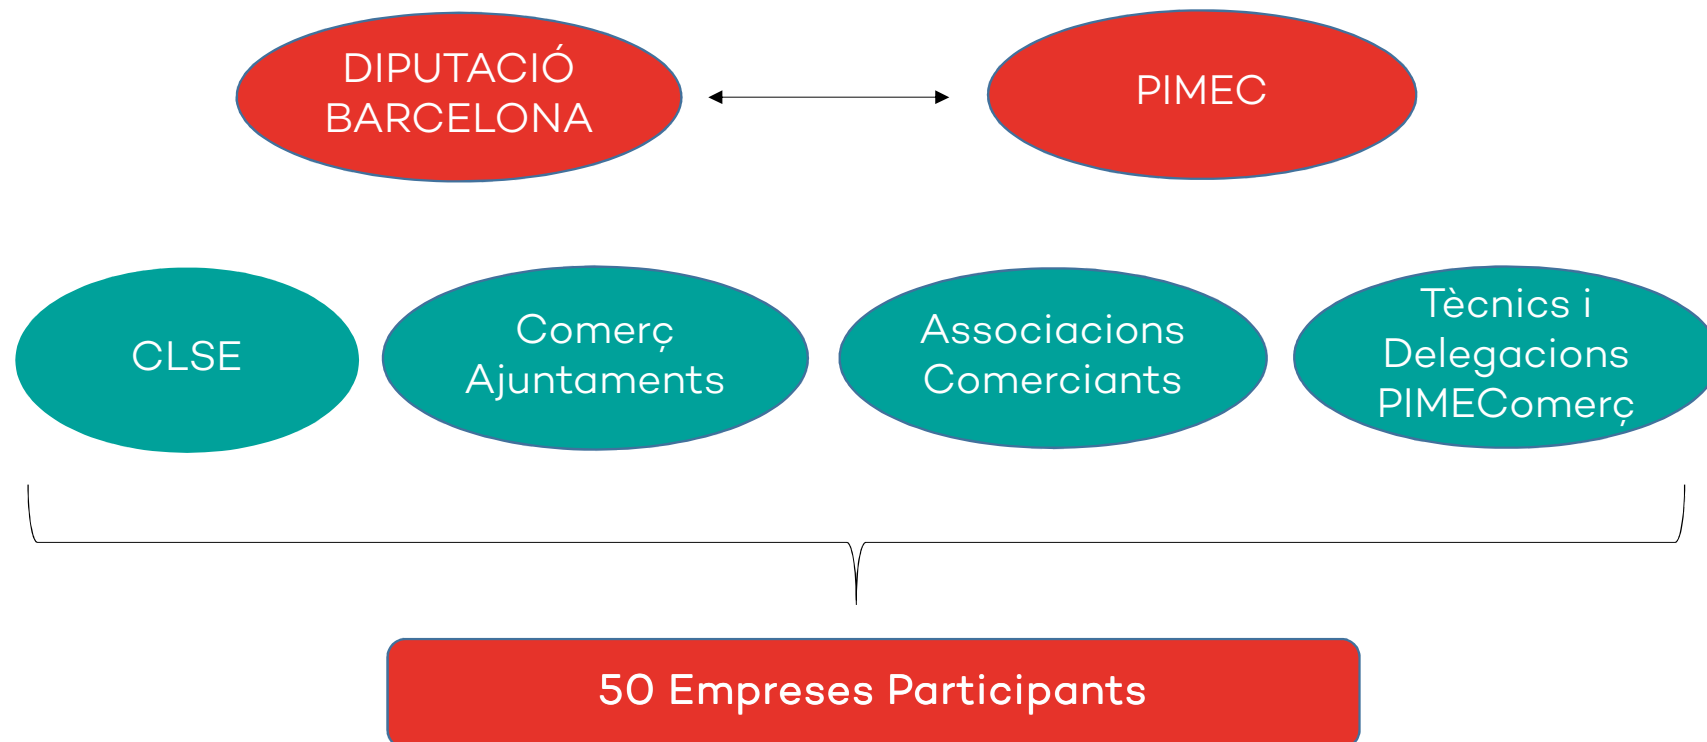 DIPUTACIÓ
BARCELONA
PIMEC
CLSE
Comerç
Ajuntaments
Associacions
Comerciants
Tècnics i
Delegacions
PIMEComerç
50 Empreses Participants